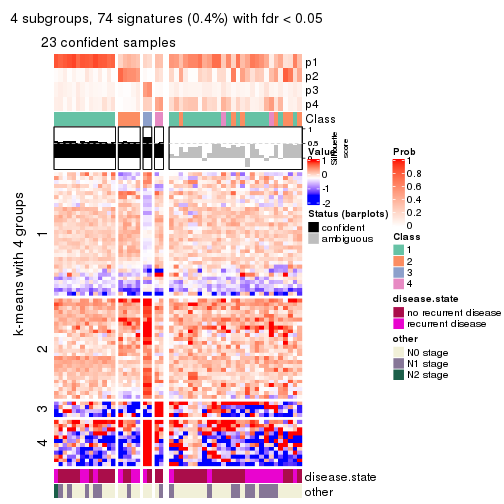 4 subgroups, 74 signatures (0.4%) with fdr < 0.05
23 confident samples
p1
p2
p3
p4
Class
1
0.5
0
Silhouette
score
k-means with 4 groups
1
2
3
4
disease.state
other
Value
1
0
-1
-2
Status (barplots)
confident
ambiguous
Prob
1
0.8
0.6
0.4
0.2
0
Class
1
2
3
4
disease.state
no recurrent disease
recurrent disease
other
N0 stage
N1 stage
N2 stage